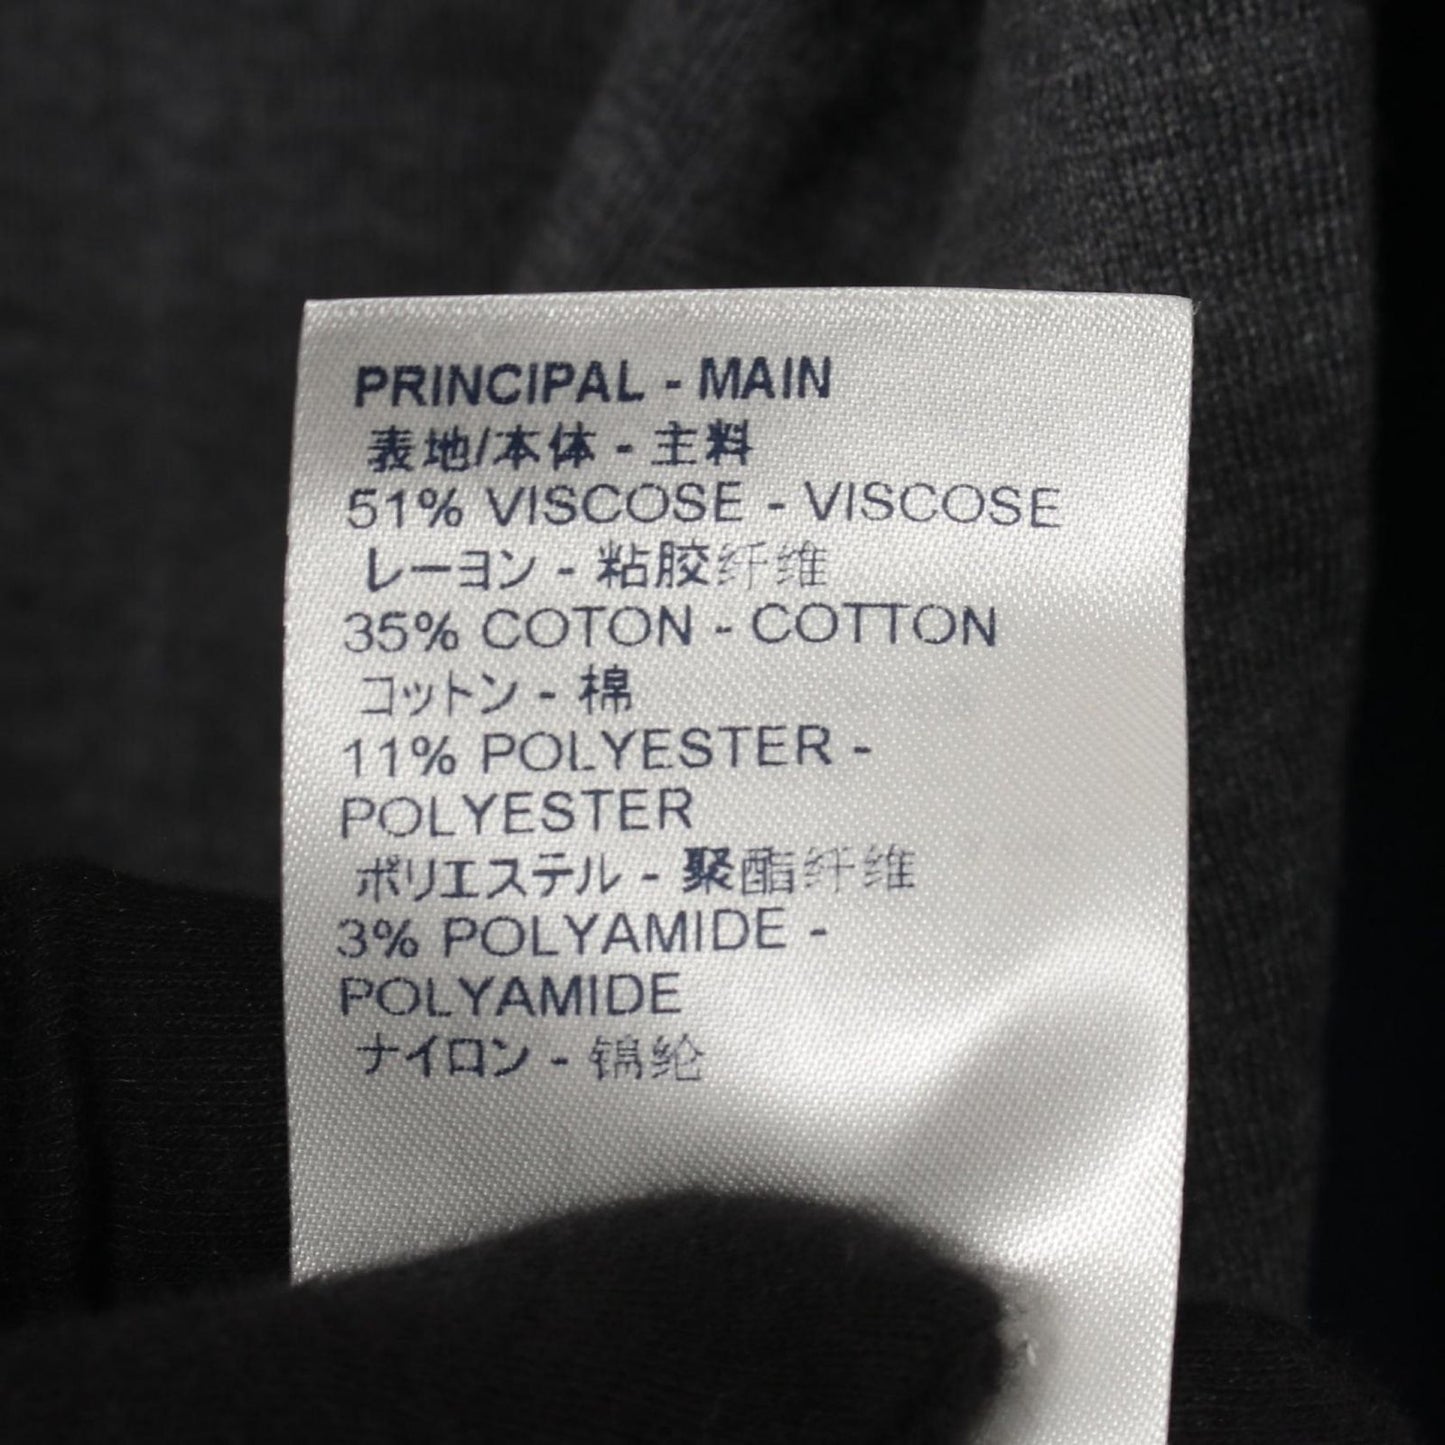 PRINCIPAL - MAIN
表地/本体 - 主料
51% VISCOSE - VISCOSE
レーヨン - 粘胶纤维
35% COTON - COTTON
コットン - 棉
11% POLYESTER -
POLYESTER
ポリエステル - 聚酯纤维
3% POLYAMIDE -
POLYAMIDE
ナイロン - 锦纶